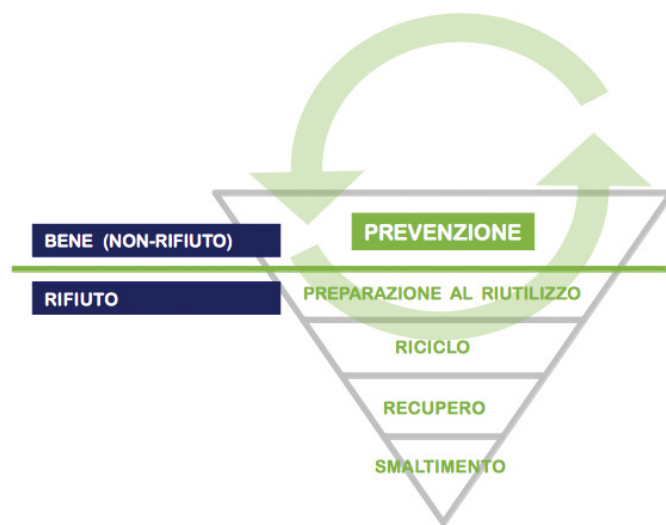 BENE (NON-RIFIUTO)
PREVENZIONE
RIFIUTO
PREPARAZIONE AL RIUTILIZZO
RICICLO
RECUPERO
SMALTIMENTO